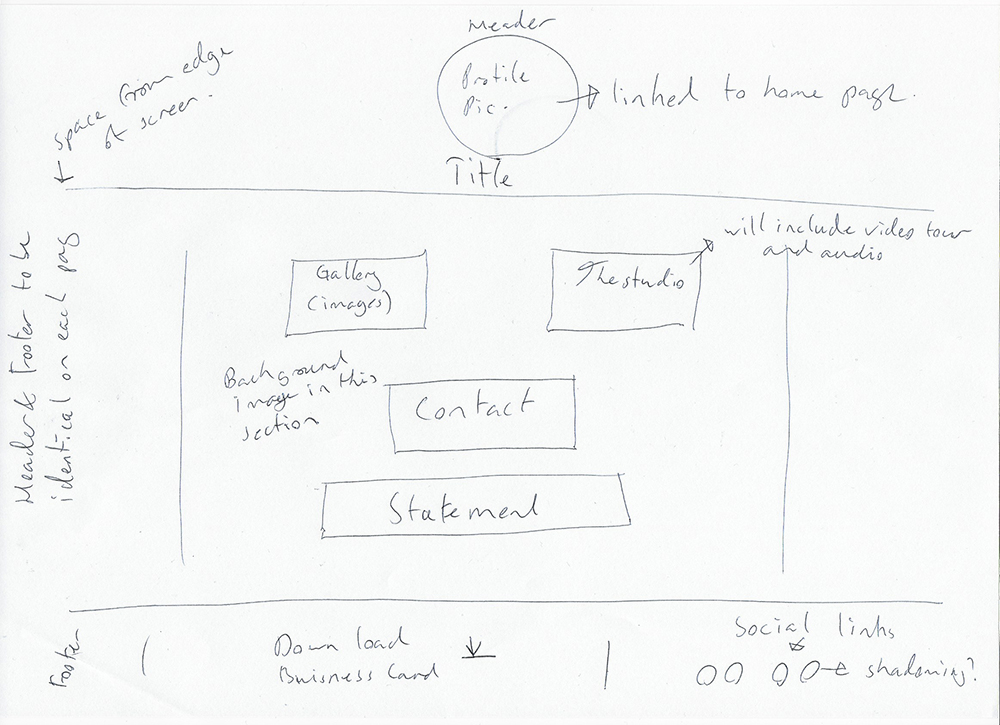 Header
Profile
Pic.
linked to home page.
Title
space from edge
of screen.
Header & Footer to be
identical on each pag
will include video tour
and audio
Gallery
(images)
The studio
Background
Image in this
section
Contact
Statement
Footer
Down load
Buisness Card
Social links
shadowing?